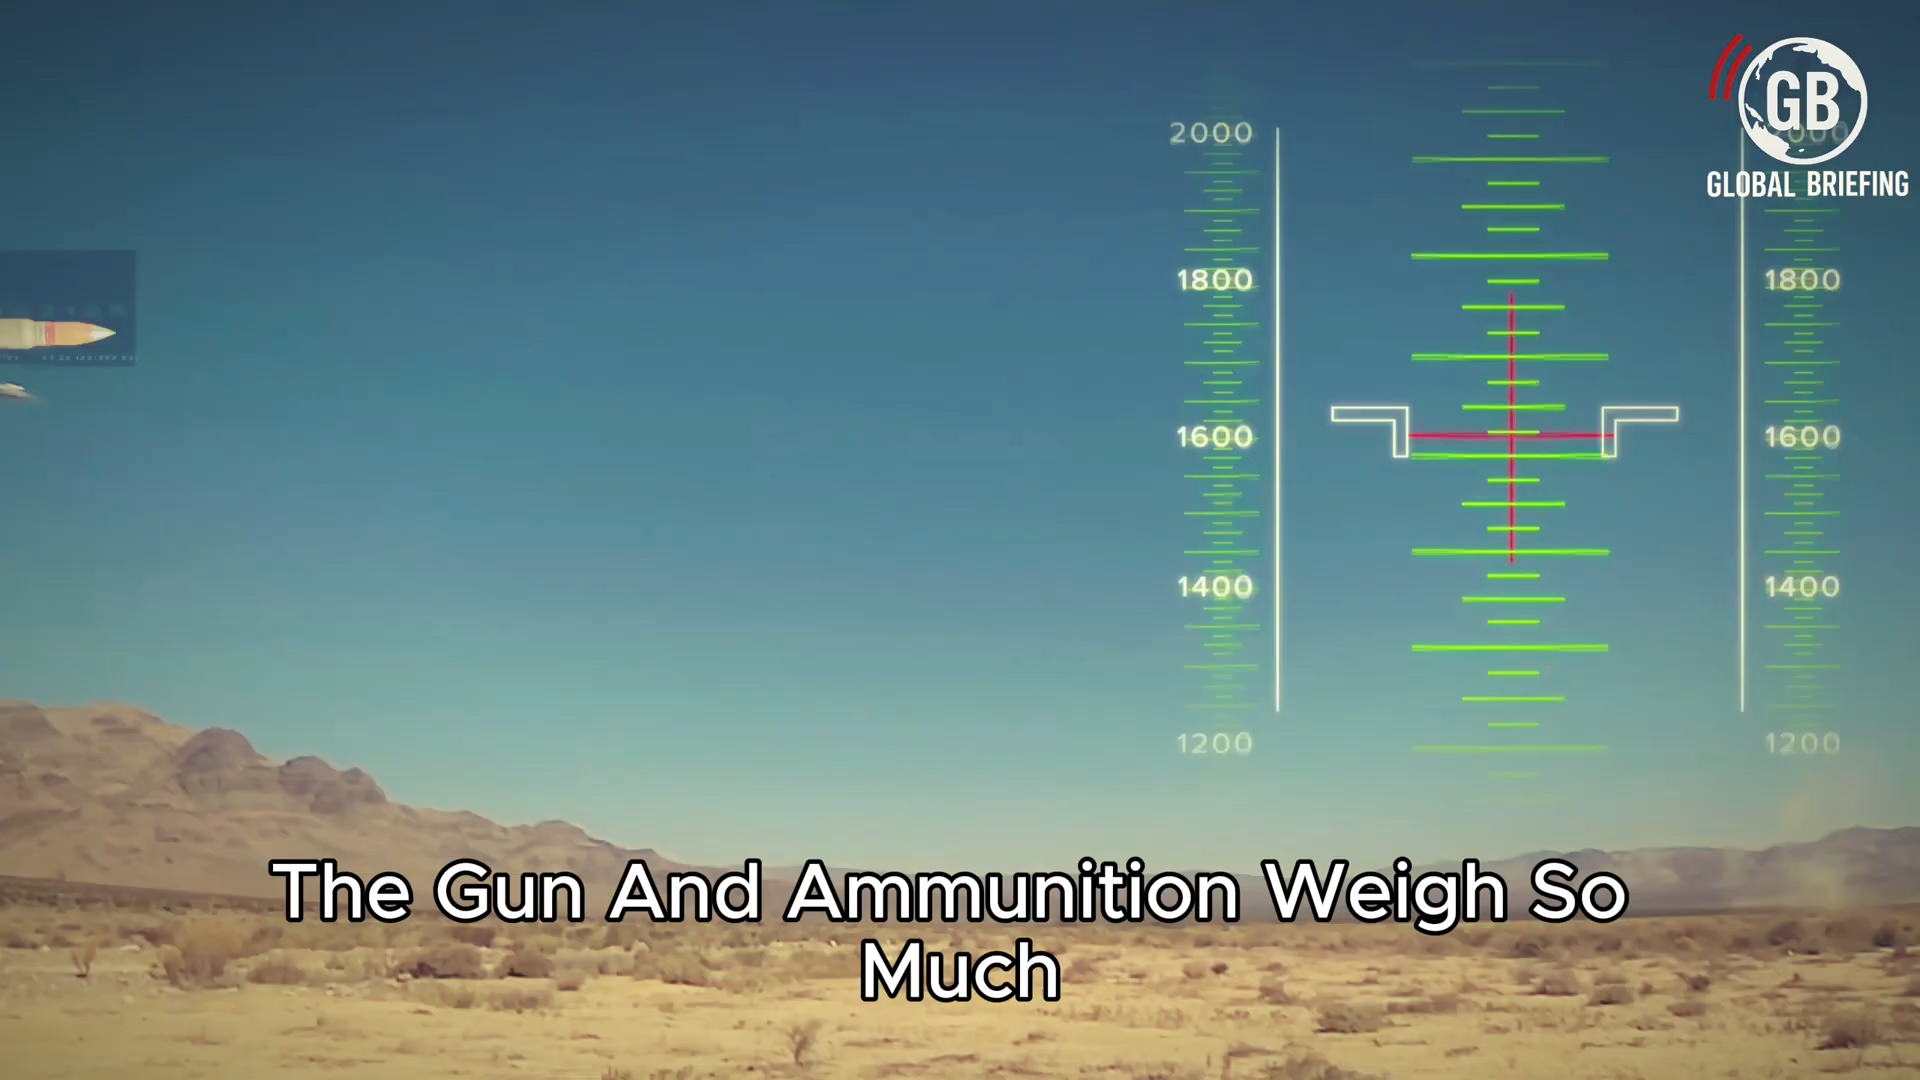 GB
GLOBAL BRIEFING
2000
1800
1800
1600
1600
1400
1400
1200
1200
The Gun And Ammunition Weigh So
Much